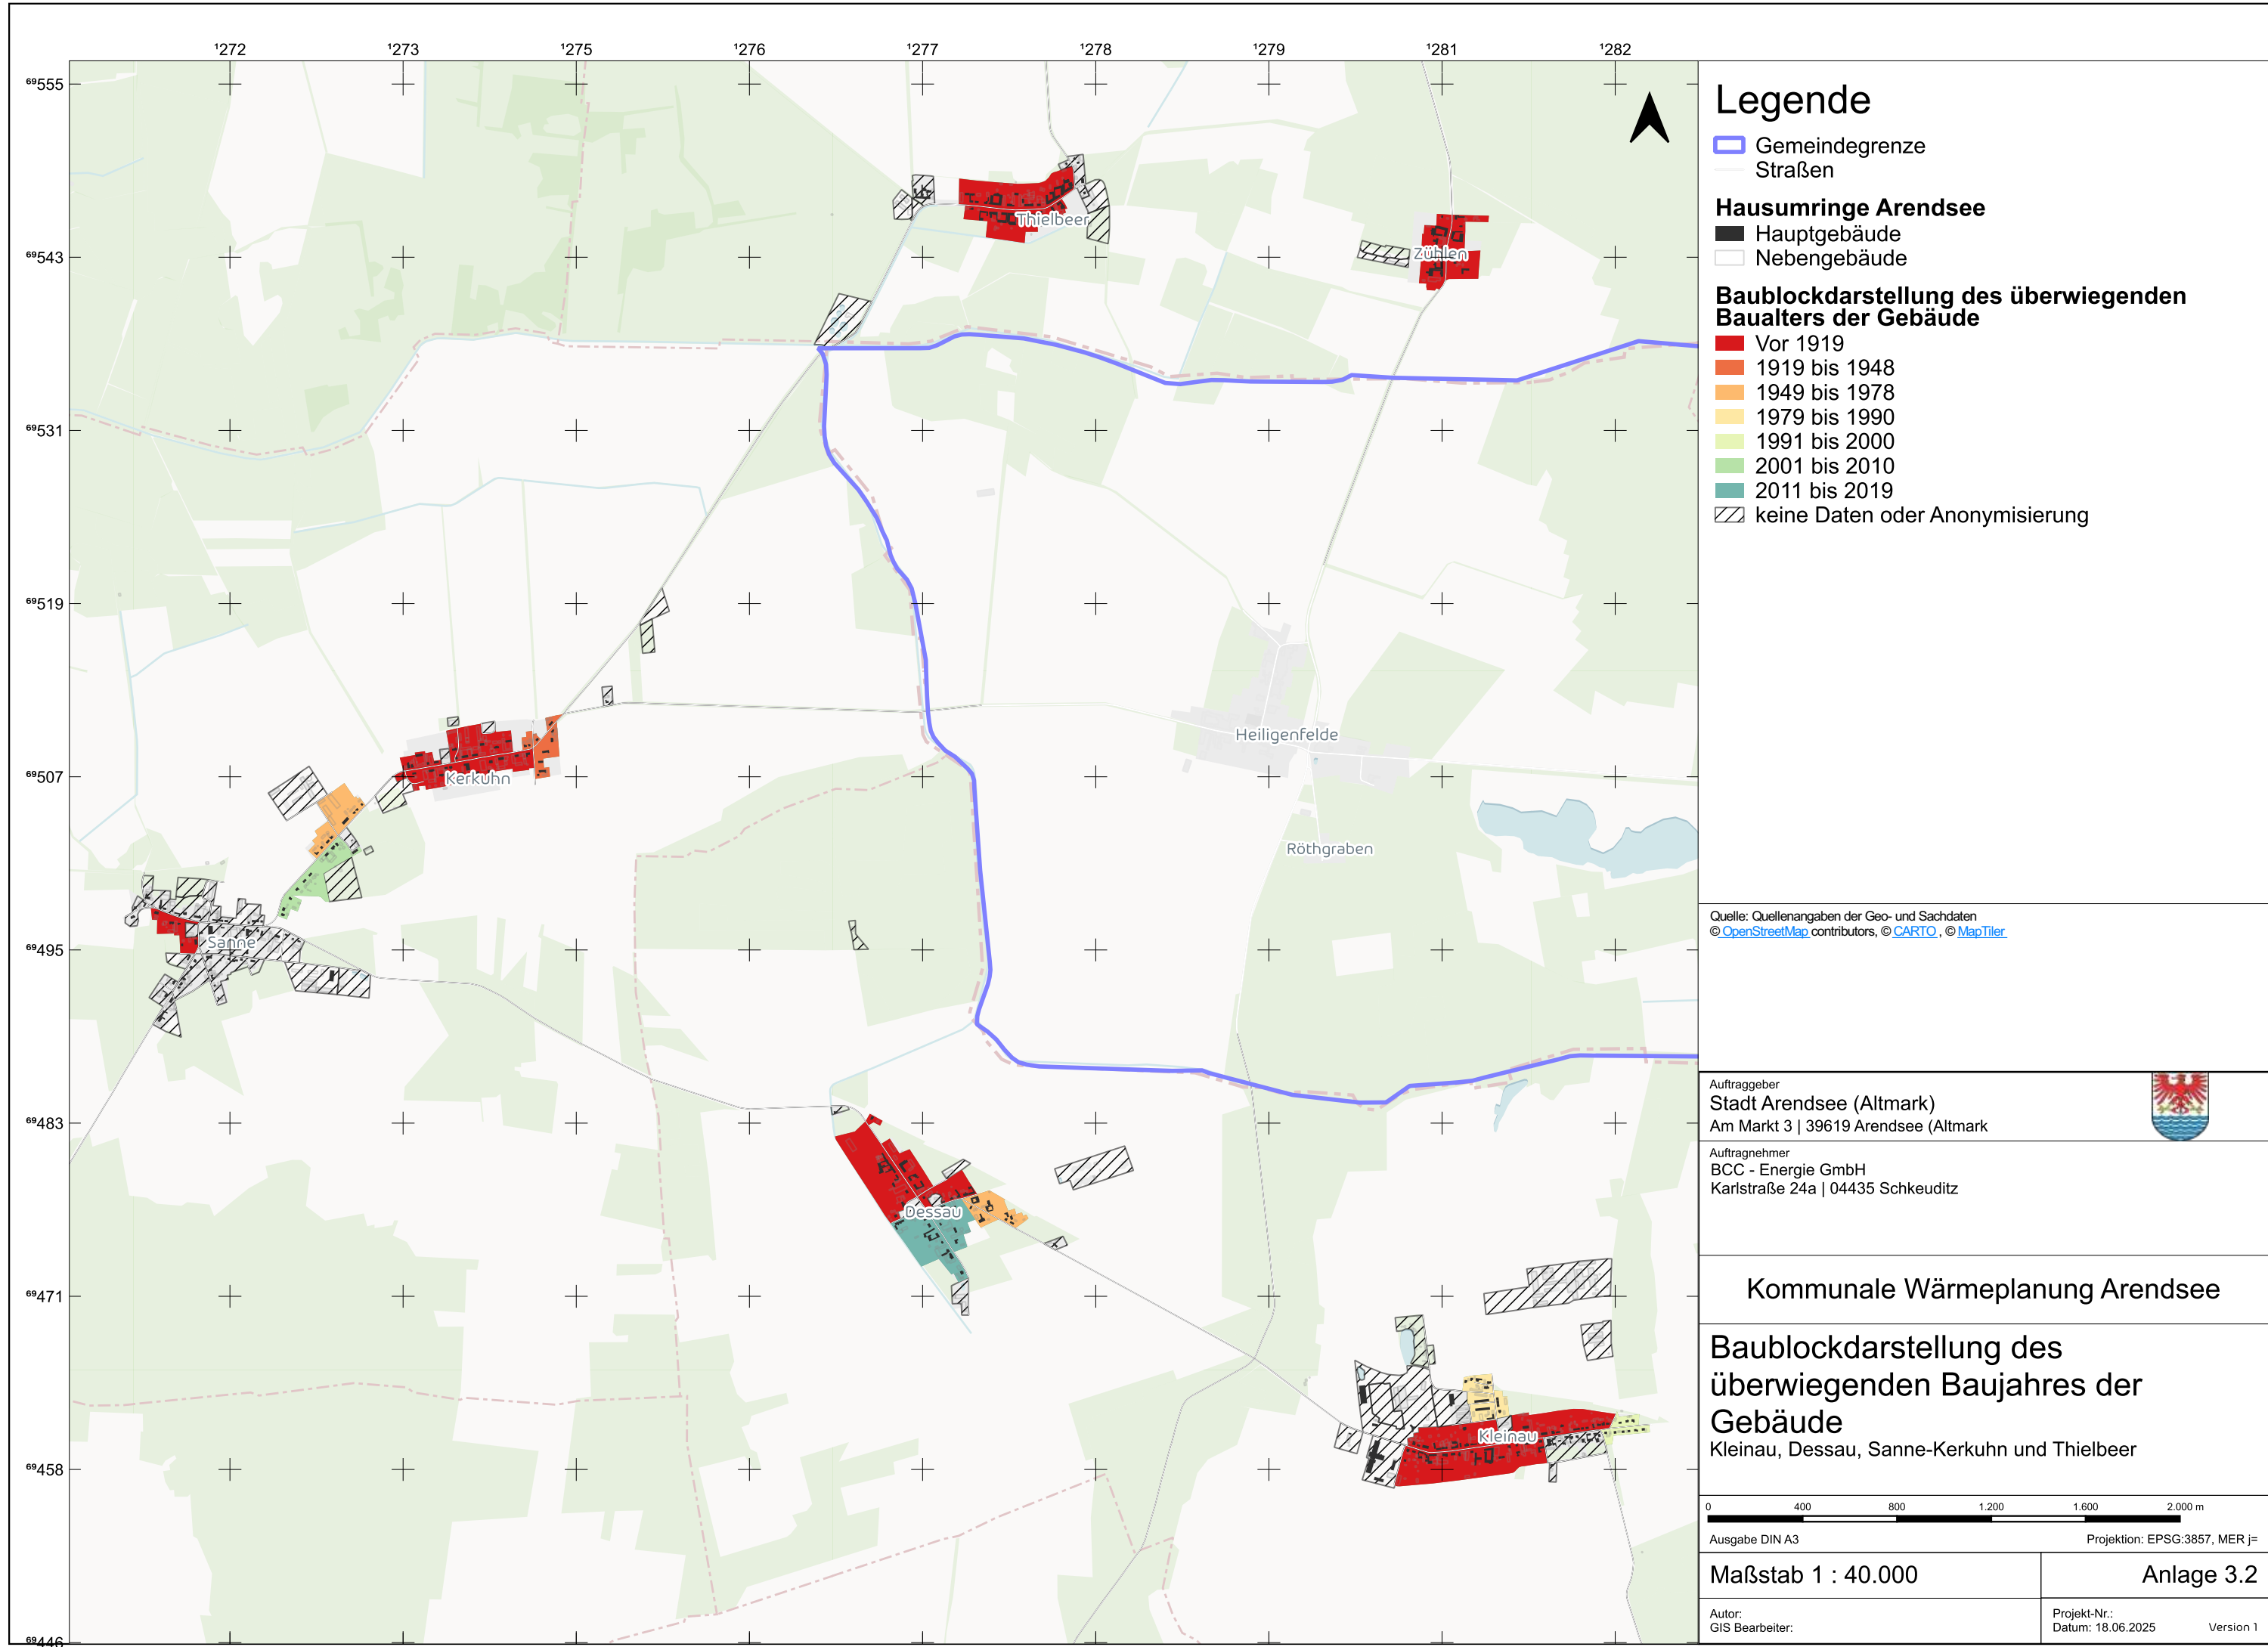 ¹272 ¹273 ¹275 ¹276 ¹277 ¹278 ¹279 ¹281 ¹282
⁶⁹555
⁶⁹543
⁶⁹531
⁶⁹519
⁶⁹507
⁶⁹495
⁶⁹483
⁶⁹471
⁶⁹458
⁶⁹446
Thielbeer
Zühlen
Heiligenfelde
Kerkuhn
Röthgraben
Sanne
Dessau
Kleinau
Legende
Gemeindegrenze
Straßen
Hausumringe Arendsee
Hauptgebäude
Nebengebäude
Baublockdarstellung des überwiegenden
Baualters der Gebäude
Vor 1919
1919 bis 1948
1949 bis 1978
1979 bis 1990
1991 bis 2000
2001 bis 2010
2011 bis 2019
keine Daten oder Anonymisierung
Quelle: Quellenangaben der Geo- und Sachdaten
© OpenStreetMap contributors, © CARTO , © MapTiler
Auftraggeber
Stadt Arendsee (Altmark)
Am Markt 3 | 39619 Arendsee (Altmark
Auftragnehmer
BCC - Energie GmbH
Karlstraße 24a | 04435 Schkeuditz
Kommunale Wärmeplanung Arendsee
Baublockdarstellung des
überwiegenden Baujahres der
Gebäude
Kleinau, Dessau, Sanne-Kerkuhn und Thielbeer
0 400 800 1.200 1.600 2.000 m
Ausgabe DIN A3 Projektion: EPSG:3857, MER j=
Maßstab 1 : 40.000 Anlage 3.2
Autor:
GIS Bearbeiter:
Projekt-Nr.:
Datum: 18.06.2025 Version 1